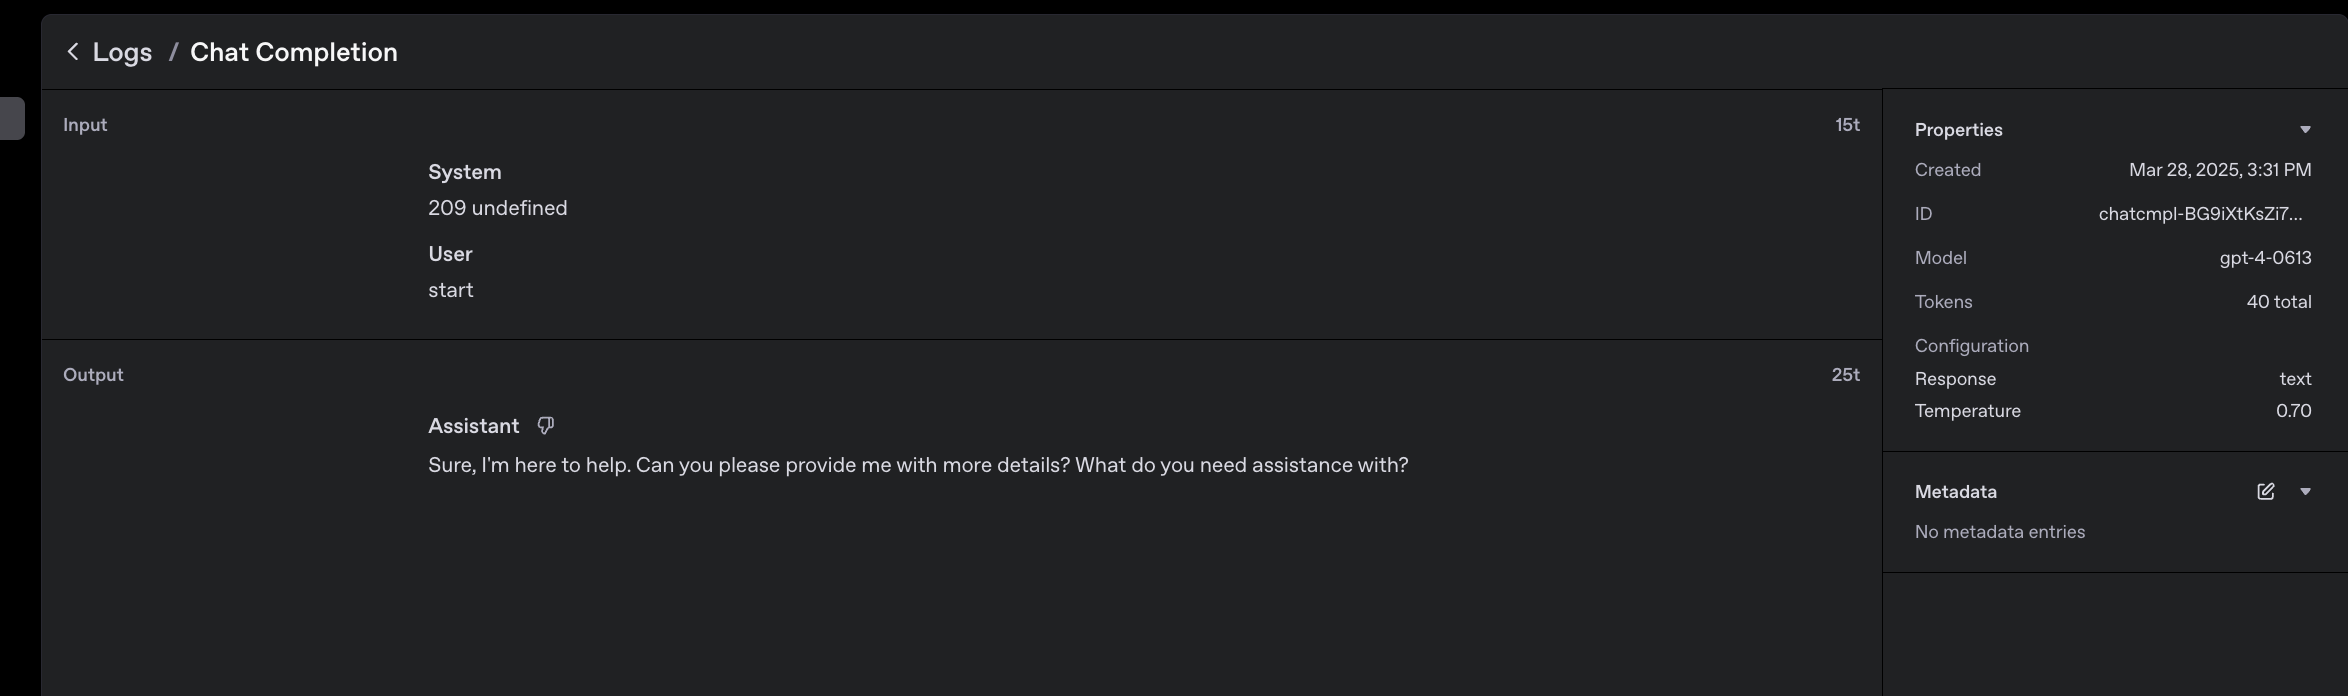 Logs / Chat Completion
Input 15t
System
209 undefined
User
start
Output 25t
Assistant
Sure, I'm here to help. Can you please provide me with more details? What do you need assistance with?
Properties
Created Mar 28, 2025, 3:31 PM
ID chatcmpl-BG9iXtKsZi7...
Model gpt-4-0613
Tokens 40 total
Configuration
Response text
Temperature 0.70
Metadata
No metadata entries